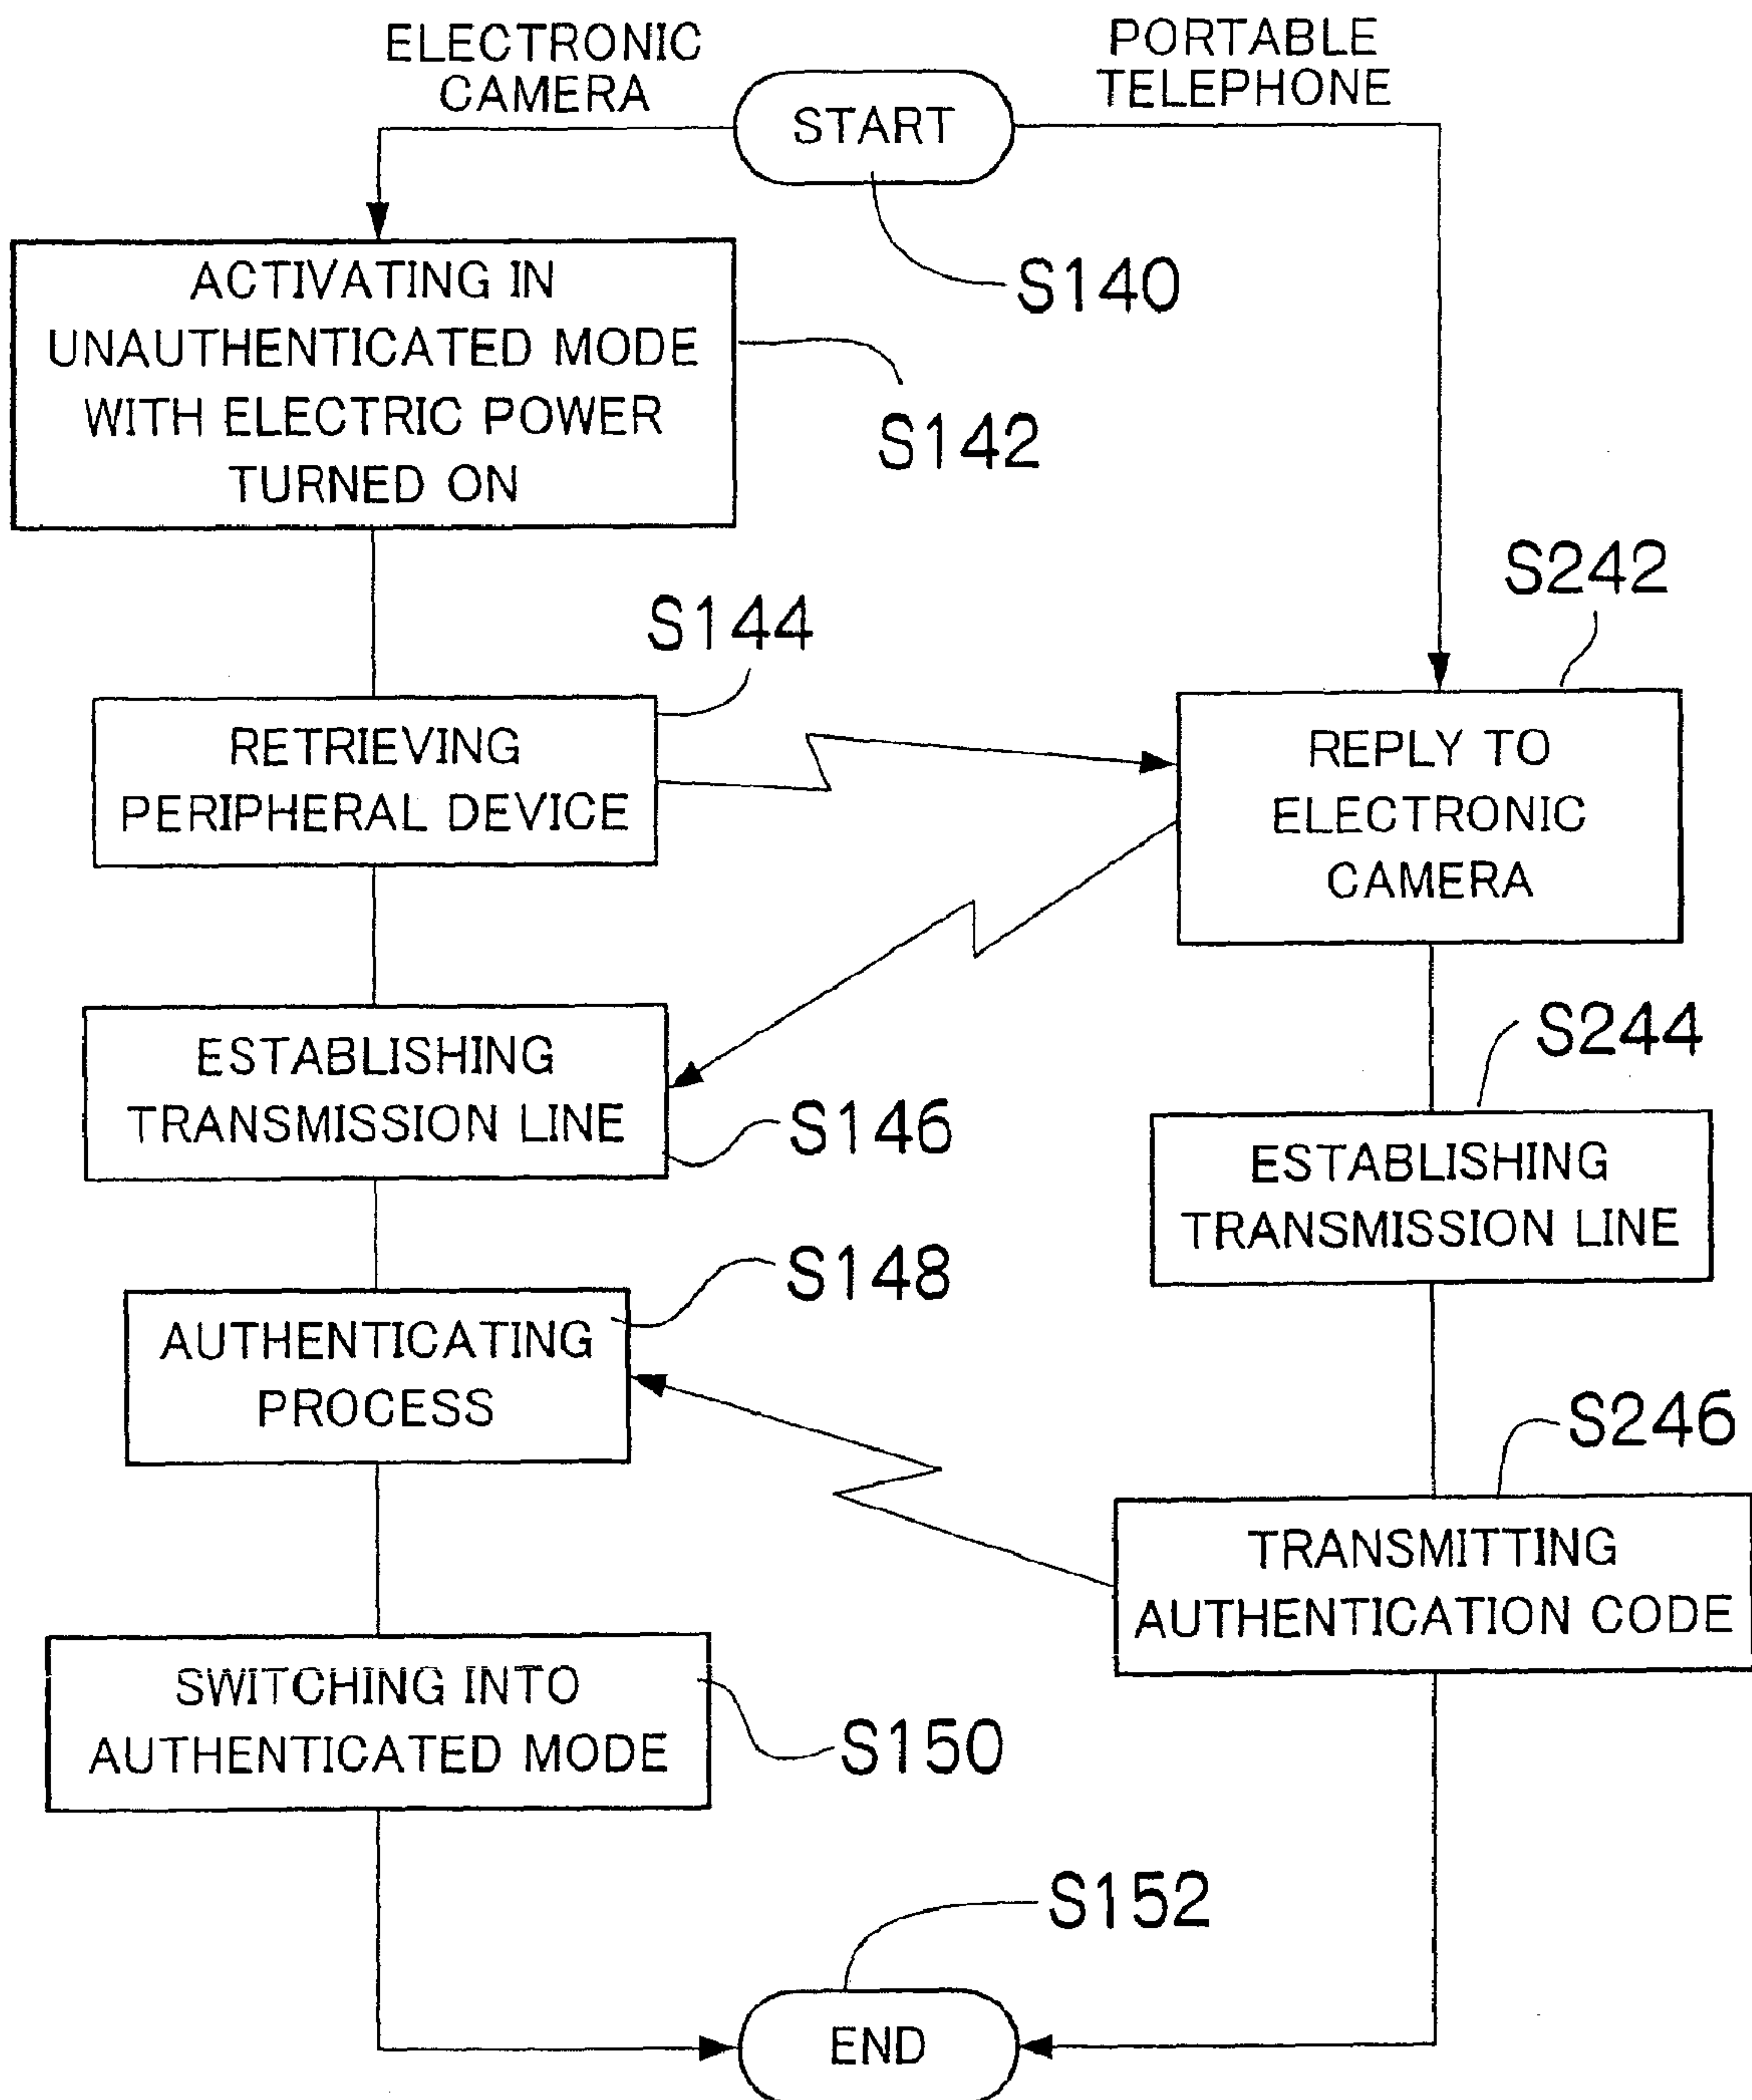 ELECTRONIC
CAMERA
PORTABLE
TELEPHONE
START
S140
ACTIVATING IN
UNAUTHENTICATED MODE
WITH ELECTRIC POWER
TURNED ON
S142
S242
S144
RETRIEVING
PERIPHERAL DEVICE
REPLY TO
ELECTRONIC
CAMERA
S244
ESTABLISHING
TRANSMISSION LINE
S146
ESTABLISHING
TRANSMISSION LINE
S148
AUTHENTICATING
PROCESS
S246
TRANSMITTING
AUTHENTICATION CODE
SWITCHING INTO
AUTHENTICATED MODE
S150
S152
END